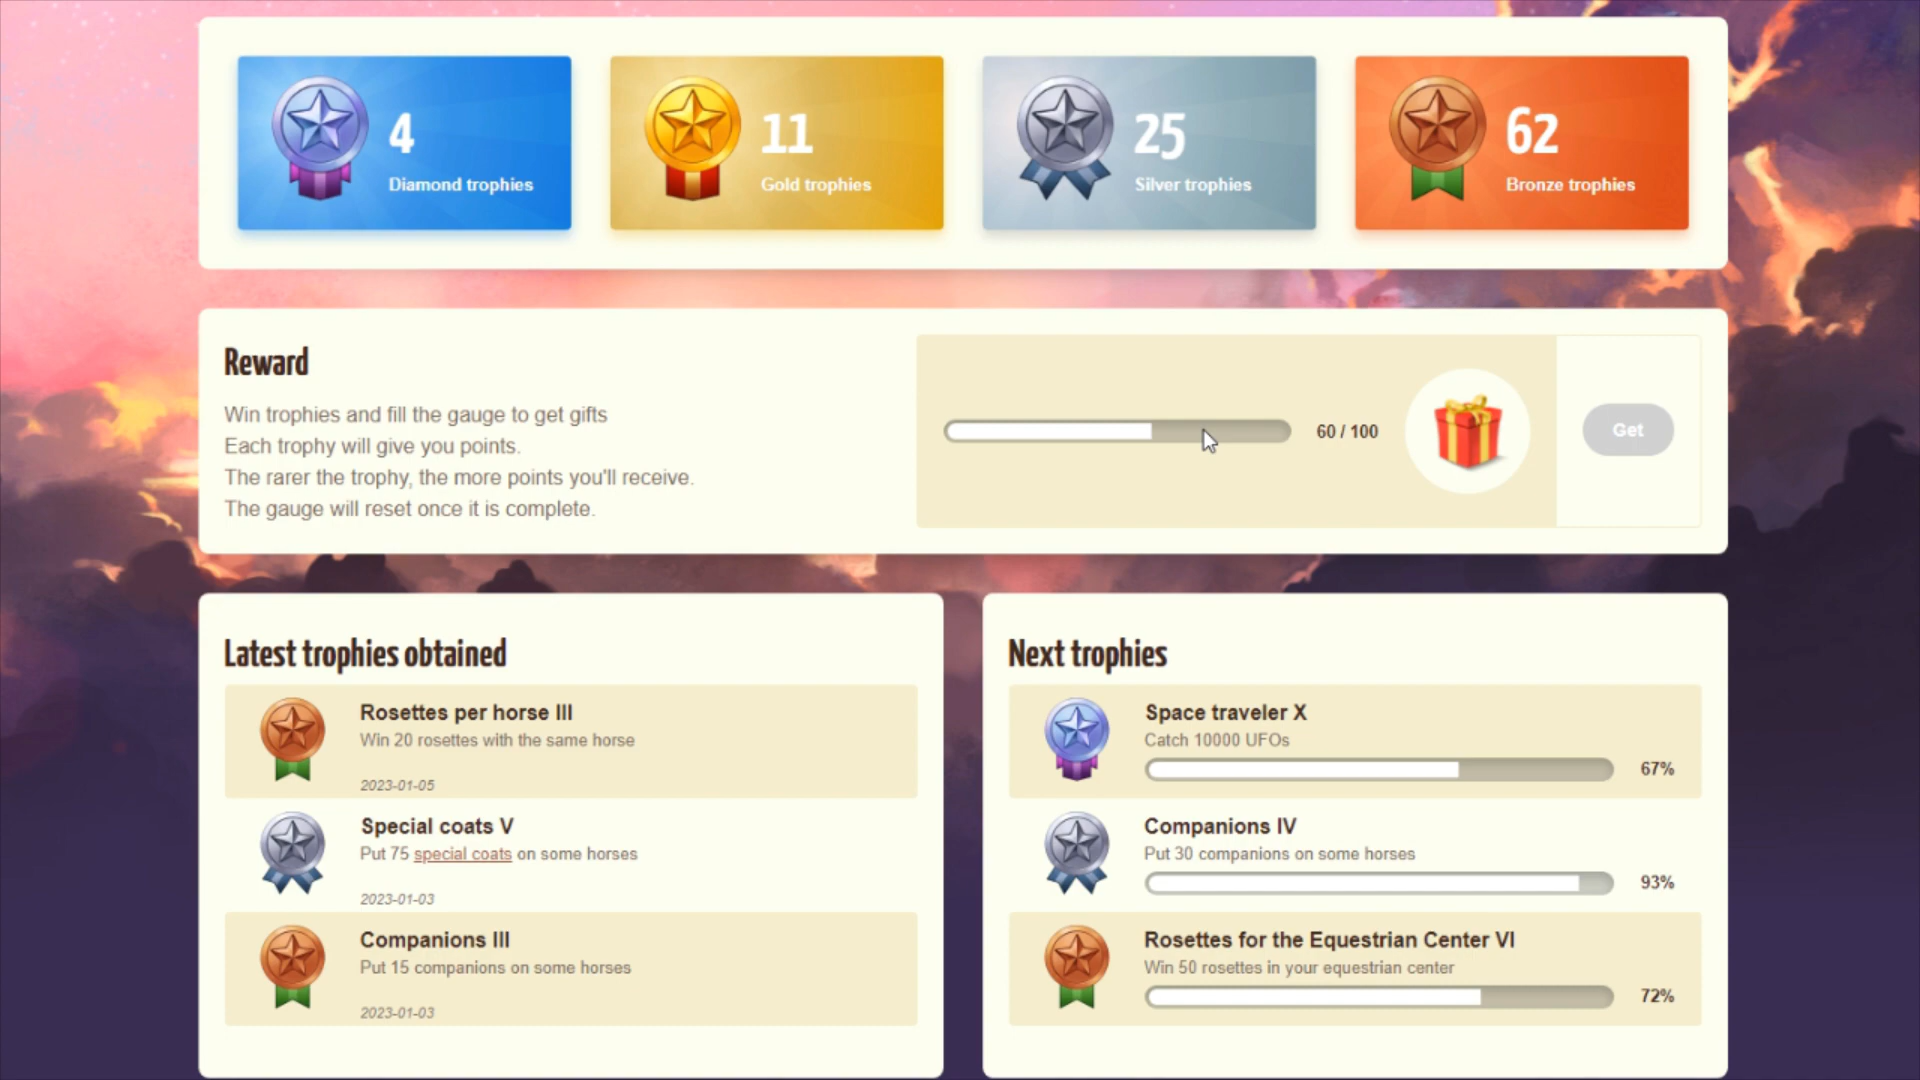 4
Diamond trophies
11
Gold trophies
25
Silver trophies
62
Bronze trophies
Reward
Win trophies and fill the gauge to get gifts
Each trophy will give you points.
The rarer the trophy, the more points you'll receive.
The gauge will reset once it is complete.
60 / 100
Get
Latest trophies obtained
Rosettes per horse III
Win 20 rosettes with the same horse
2023-01-05
Special coats V
Put 75 special coats on some horses
2023-01-03
Companions III
Put 15 companions on some horses
2023-01-03
Next trophies
Space traveler X
Catch 10000 UFOs
67%
Companions IV
Put 30 companions on some horses
93%
Rosettes for the Equestrian Center VI
Win 50 rosettes in your equestrian center
72%